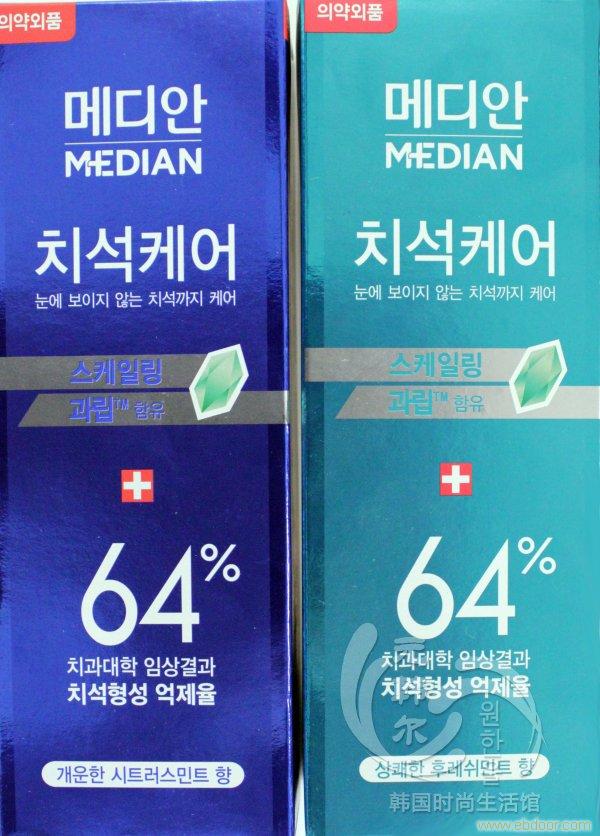 의약외품
메디안
MEDIAN
치석케어
눈에 보이지 않는 치석까지 케어
스케일링
과립™ 함유
64%
치과대학 임상결과
치석형성 억제율
개운한 시트러스민트 향
의약외품
메디안
MEDIAN
치석케어
눈에 보이지 않는 치석까지 케어
스케일링
과립™ 함유
64%
치과대학 임상결과
치석형성 억제율
상쾌한 후레쉬민트 향
韩国时尚生活馆
www.ebdoor.com